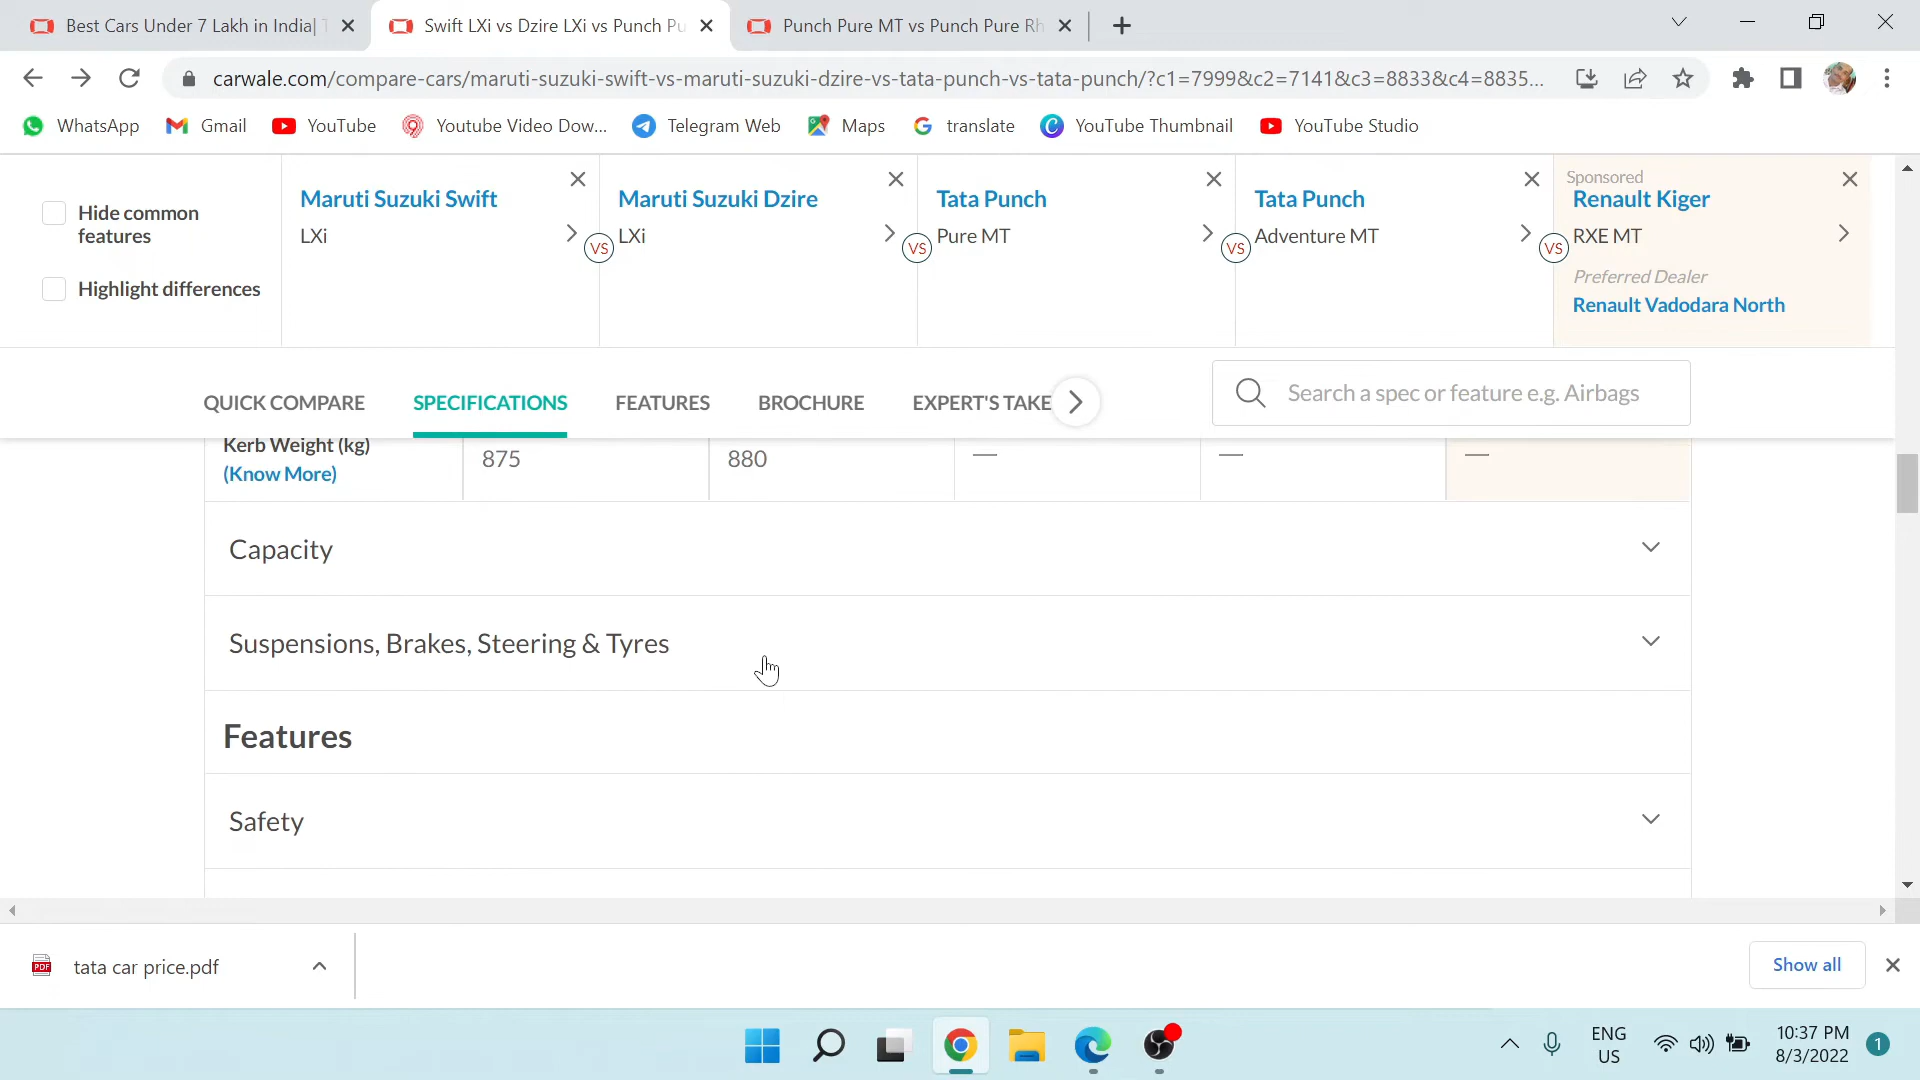 Best Cars Under 7 Lakh in India|
Swift LXi vs Dzire LXi vs Punch Pu
Punch Pure MT vs Punch Pure Rh
carwale.com/compare-cars/maruti-suzuki-swift-vs-maruti-suzuki-dzire-vs-tata-punch-vs-tata-punch/?c1=7999&c2=7141&c3=8833&c4=8835...
WhatsApp
Gmail
YouTube
Youtube Video Dow...
Telegram Web
Maps
translate
YouTube Thumbnail
YouTube Studio
Hide common
features
Highlight differences
Maruti Suzuki Swift
LXi
VS
Maruti Suzuki Dzire
LXi
VS
Tata Punch
Pure MT
VS
Tata Punch
Adventure MT
VS
Sponsored
Renault Kiger
RXE MT
Preferred Dealer
Renault Vadodara North
QUICK COMPARE
SPECIFICATIONS
FEATURES
BROCHURE
EXPERT'S TAKE
Search a spec or feature e.g. Airbags
Kerb Weight (kg)
(Know More)
875
880
—
—
—
Capacity
Suspensions, Brakes, Steering & Tyres
Features
Safety
PDF
tata car price.pdf
Show all
ENG
US
10:37 PM
8/3/2022
1